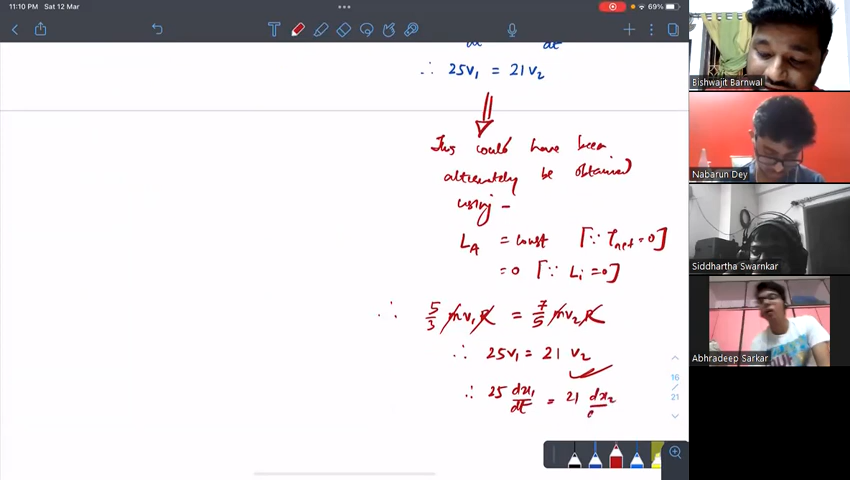 11:10 PM Sat 12 Mar
69%
dt
∴ 25v₁ = 21v₂
This could have been
alternately be obtained
using -
L_A = const [∵ τ_net = 0]
= 0 [∵ L_i = 0]
∴ 5/3 mv₁R = 7/5 mv₂R
∴ 25v₁ = 21 v₂
∴ 25 dx₁/dt = 21 dx₂
16
/
21
Bishwajit Barnwal
Nabarun Dey
Siddhartha Swarnkar
Abhradeep Sarkar